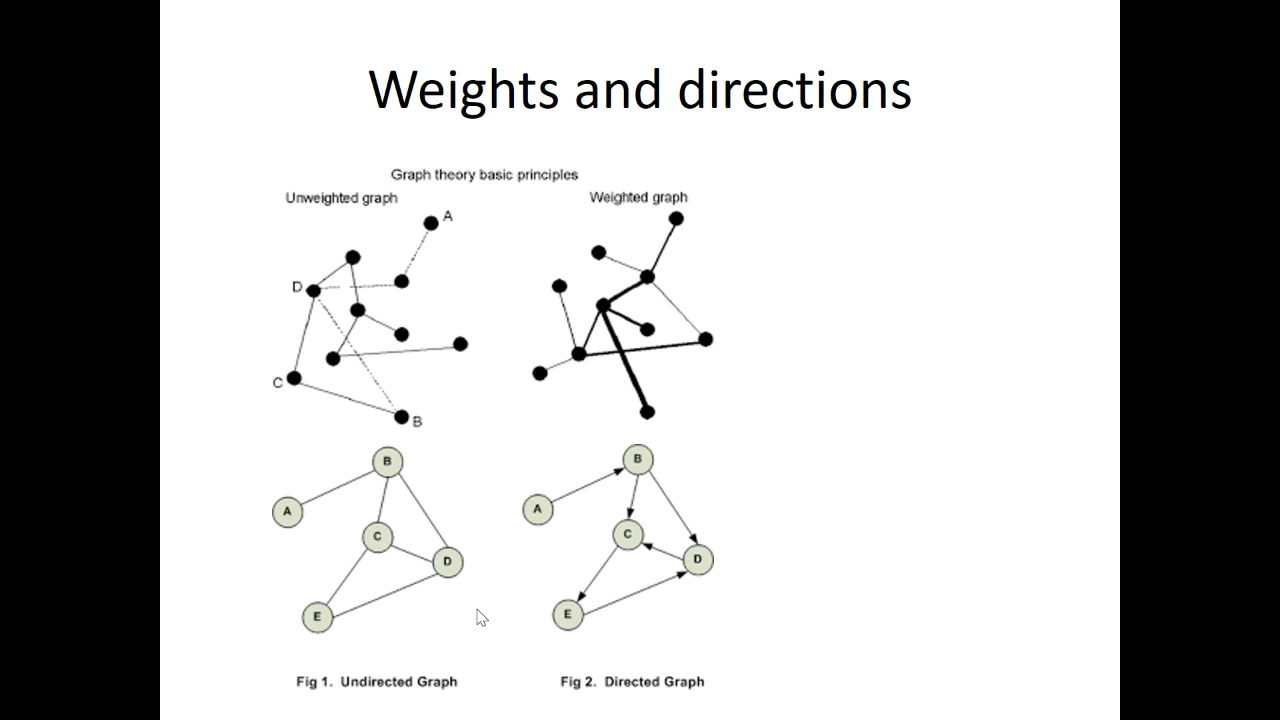 Weights and directions
Graph theory basic principles
Unweighted graph
Weighted graph
A
D
C
B
B
A
C
D
E
B
A
C
D
E
Fig 1. Undirected Graph
Fig 2. Directed Graph